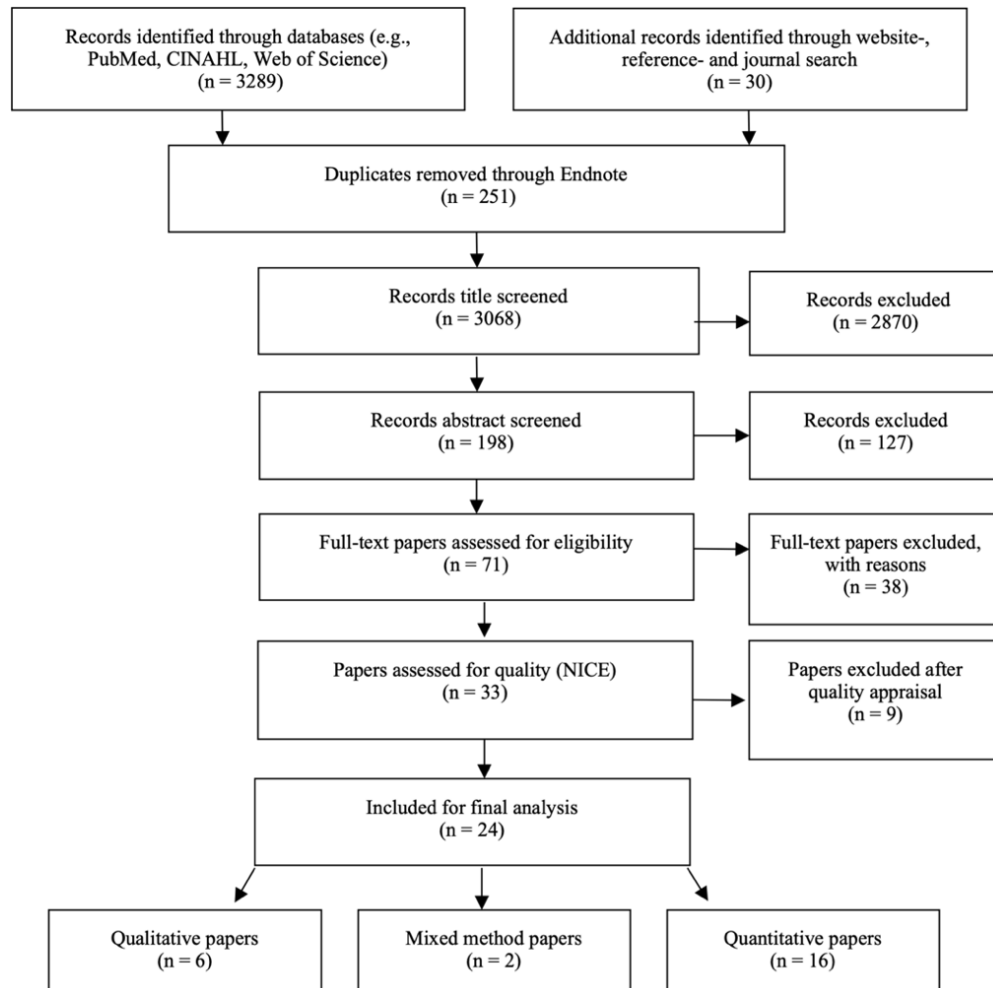 Records identified through databases (e.g.,
PubMed, CINAHL, Web of Science)
(n = 3289)
Additional records identified through website-,
reference- and journal search
(n = 30)
Duplicates removed through Endnote
(n = 251)
Records title screened
(n = 3068)
Records excluded
(n = 2870)
Records abstract screened
(n = 198)
Records excluded
(n = 127)
Full-text papers assessed for eligibility
(n = 71)
Full-text papers excluded,
with reasons
(n = 38)
Papers assessed for quality (NICE)
(n = 33)
Papers excluded after
quality appraisal
(n = 9)
Included for final analysis
(n = 24)
Qualitative papers
(n = 6)
Mixed method papers
(n = 2)
Quantitative papers
(n = 16)